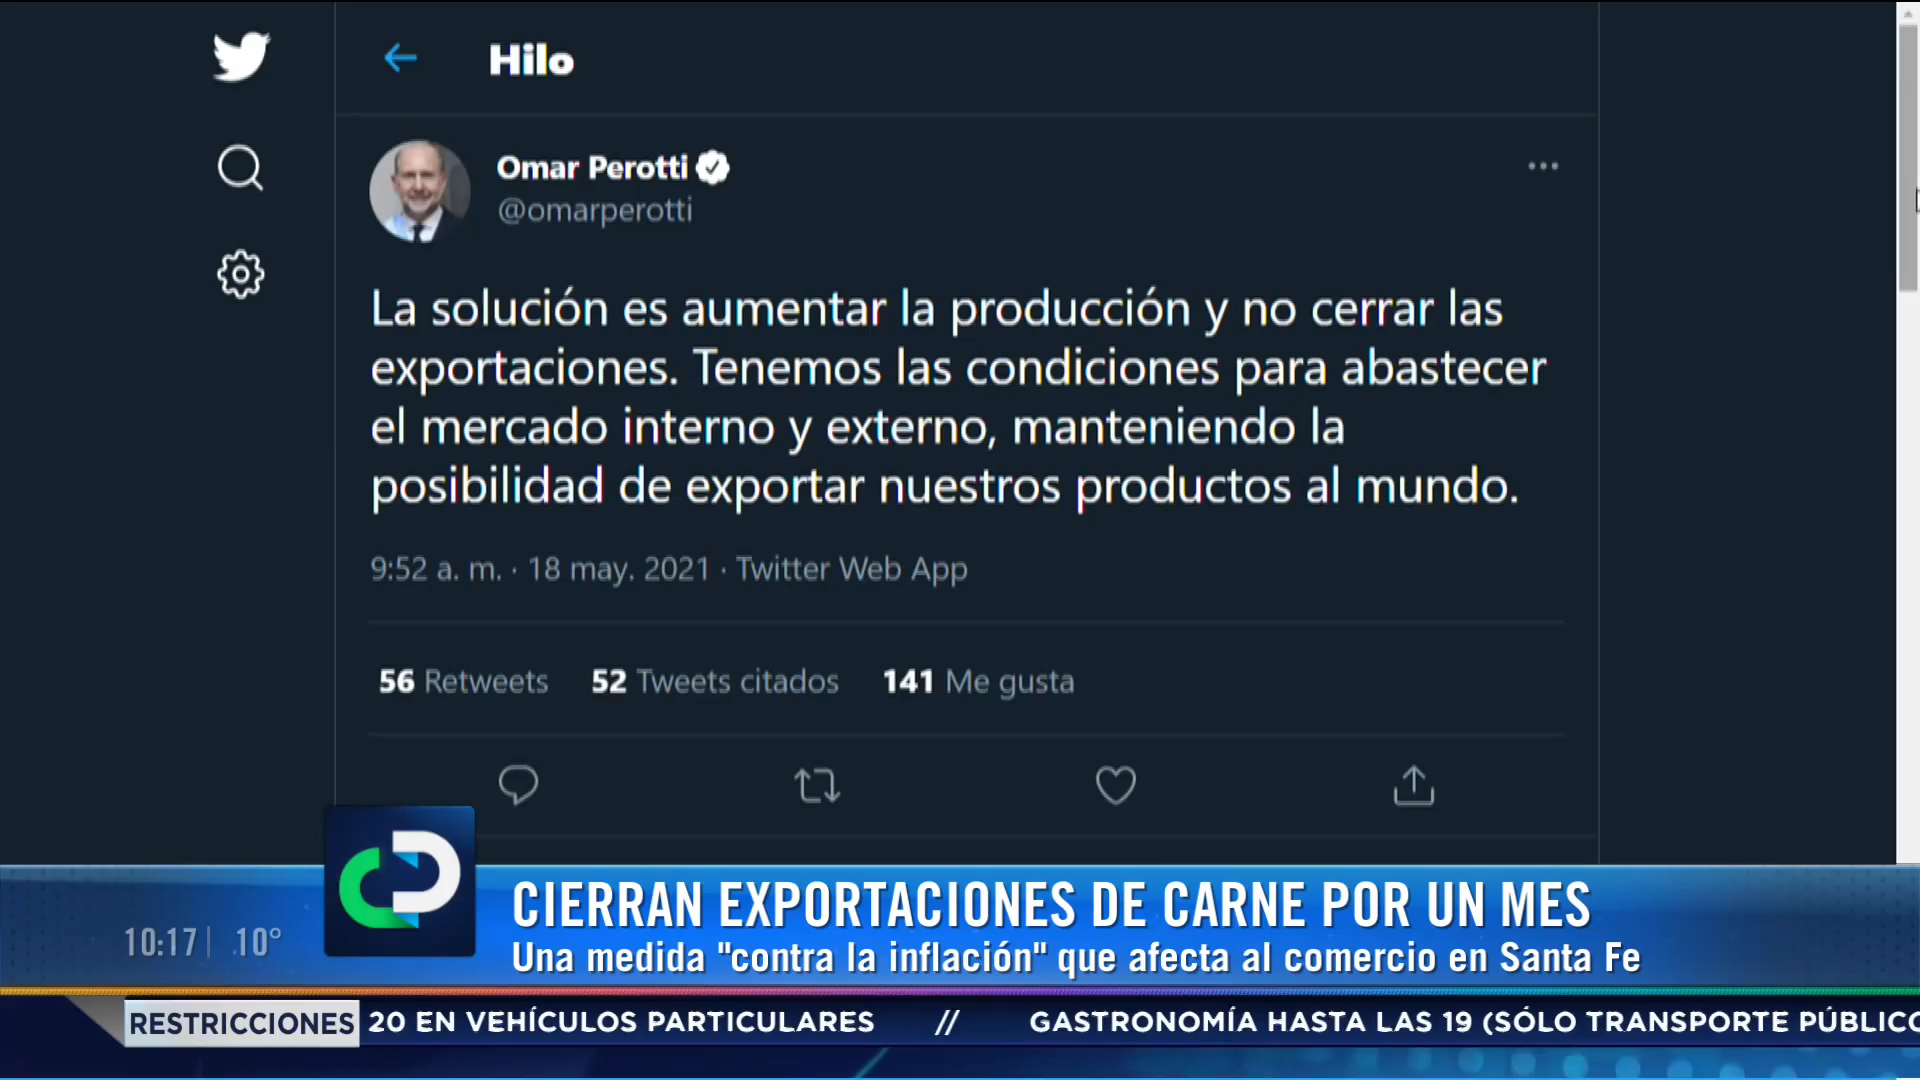 Hilo
Omar Perotti
@omarperotti
La solución es aumentar la producción y no cerrar las
exportaciones. Tenemos las condiciones para abastecer
el mercado interno y externo, manteniendo la
posibilidad de exportar nuestros productos al mundo.
9:52 a. m. · 18 may. 2021 · Twitter Web App
56 Retweets 52 Tweets citados 141 Me gusta
CIERRAN EXPORTACIONES DE CARNE POR UN MES
10:17 | 10°
Una medida "contra la inflación" que afecta al comercio en Santa Fe
RESTRICCIONES 20 EN VEHÍCULOS PARTICULARES // GASTRONOMÍA HASTA LAS 19 (SÓLO TRANSPORTE PÚBLICO